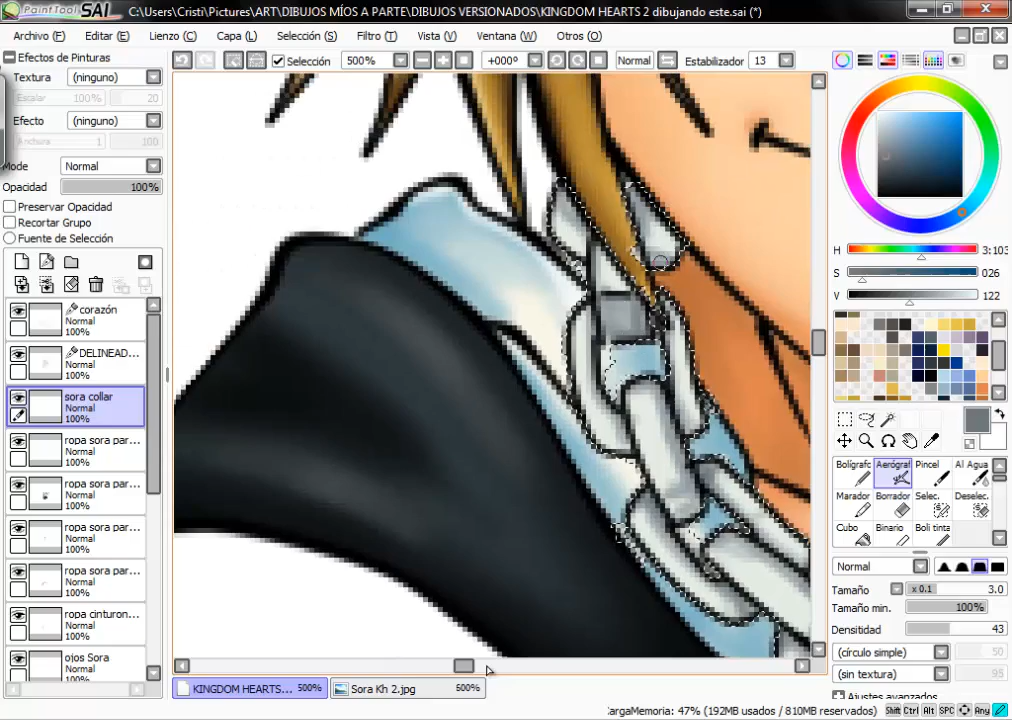 PaintTool SAI C:\Users\Cristi\Pictures\ART\DIBUJOS MÍOS A PARTE\DIBUJOS VERSIONADOS\KINGDOM HEARTS 2 dibujando este.sai (*)
Archivo (F) Editar (E) Lienzo (C) Capa (L) Selección (S) Filtro (T) Vista (V) Ventana (W) Otros (O)
Efectos de Pinturas
Selección 500% +000° Normal Estabilizador 13
Textura (ninguno)
Escalar 100% 20
Efecto (ninguno)
Anchura 1 100
Modo Normal
Opacidad 100%
Preservar Opacidad
Recortar Grupo
Fuente de Selección
corazón
Normal
100%
DELINEAD...
Normal
100%
sora collar
Normal
100%
ropa sora par...
Normal
100%
ropa sora par...
Normal
100%
ropa sora par...
Normal
100%
ropa sora par...
Normal
100%
ropa cinturon...
Normal
100%
ojos Sora
Normal
100%
H 3:103
S 026
V 122
Bolígrafc Aerógraf Pincel Al Agua
Marador Borrador Selec. Deselec.
Cubo Binario Boli tinta
Normal
Tamaño x 0.1 3.0
Tamaño min. 100%
Densitidad 43
(círculo simple) 50
(sin textura) 95
Ajustes avanzados
KINGDOM HEARTS... 500% Sora Kh 2.jpg 600%
CargaMemoria: 47% (192MB usados / 810MB reservados) Shift Ctrl Alt SPC Any